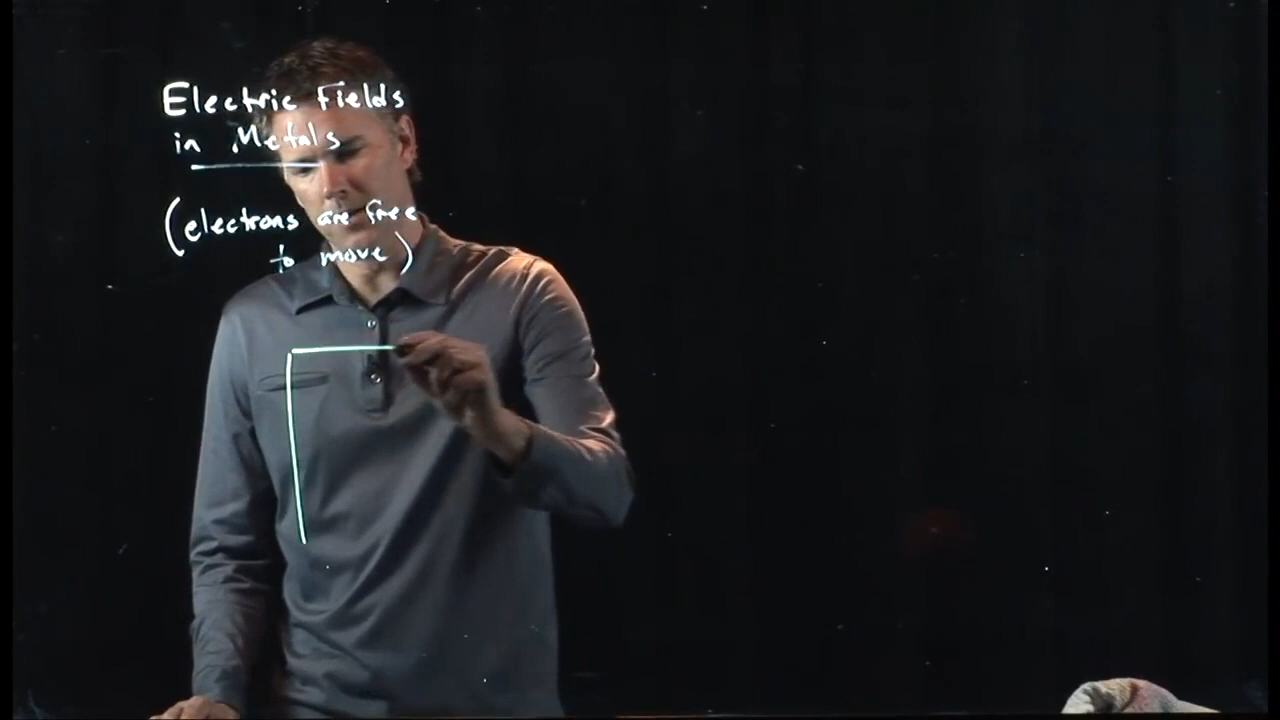 Electric Fields
in Metals
(electrons are free
to move)